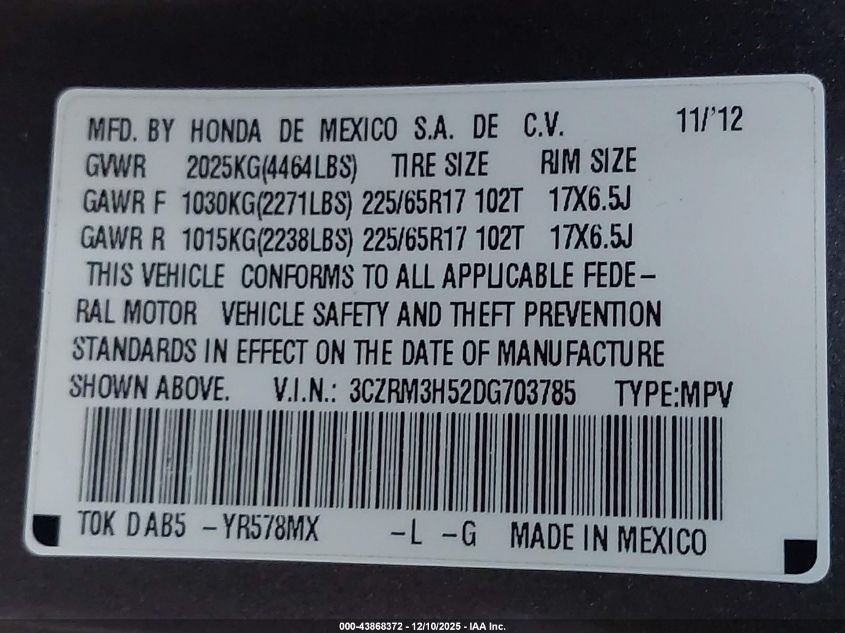 MFD. BY HONDA DE MEXICO S.A. DE C.V. 11/'12
GVWR 2025KG(4464LBS) TIRE SIZE RIM SIZE
GAWR F 1030KG(2271LBS) 225/65R17 102T 17X6.5J
GAWR R 1015KG(2238LBS) 225/65R17 102T 17X6.5J
THIS VEHICLE CONFORMS TO ALL APPLICABLE FEDE-
RAL MOTOR VEHICLE SAFETY AND THEFT PREVENTION
STANDARDS IN EFFECT ON THE DATE OF MANUFACTURE
SHOWN ABOVE. V.I.N.: 3CZRM3H52DG703785 TYPE:MPV
TOK DAB5 -YR578MX -L -G MADE IN MEXICO
000-43868372 - 12/10/2025 - IAA Inc.